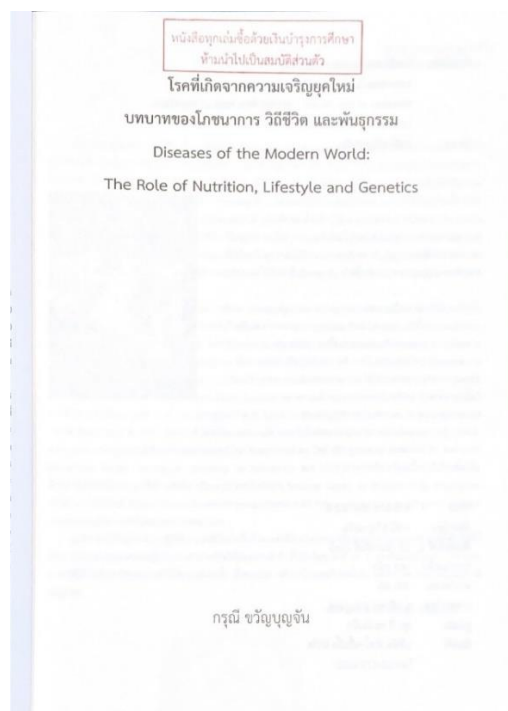 หนังสือทุกเล่มซื้อด้วยเงินบำรุงการศึกษา
ห้ามนำไปเป็นสมบัติส่วนตัว
โรคที่เกิดจากความเจริญยุคใหม่
บทบาทของโภชนาการ วิถีชีวิต และพันธุกรรม
Diseases of the Modern World:
The Role of Nutrition, Lifestyle and Genetics
กรุณี ขวัญบุญจัน